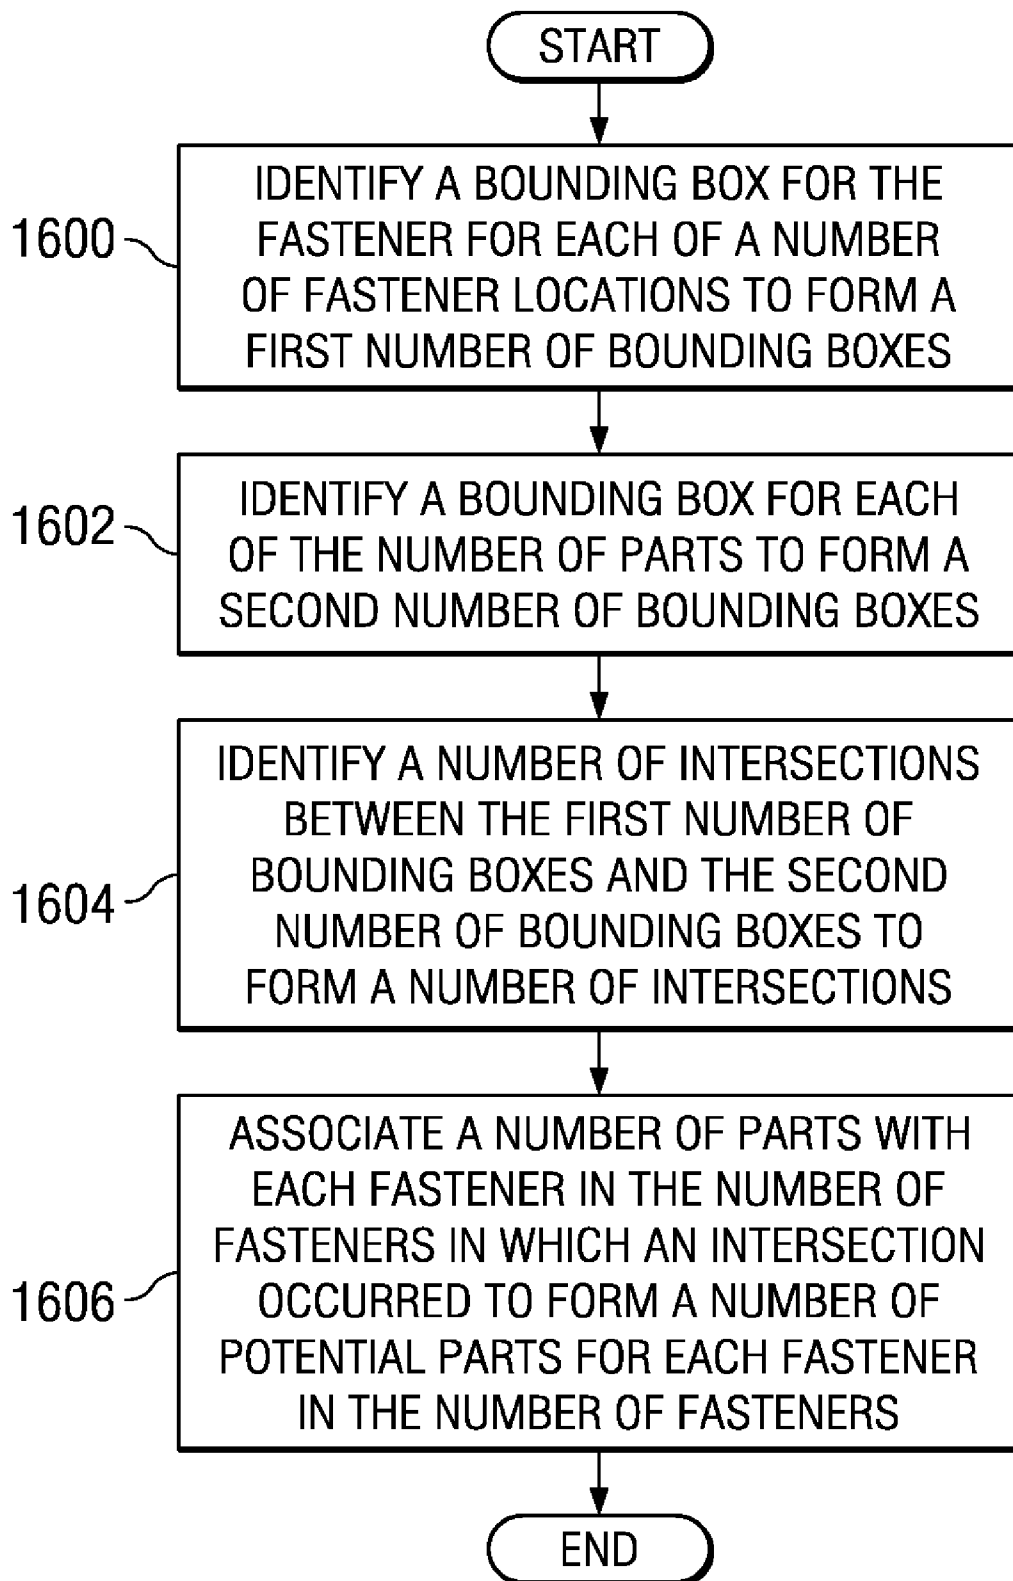 START
1600
IDENTIFY A BOUNDING BOX FOR THE
FASTENER FOR EACH OF A NUMBER
OF FASTENER LOCATIONS TO FORM A
FIRST NUMBER OF BOUNDING BOXES
1602
IDENTIFY A BOUNDING BOX FOR EACH
OF THE NUMBER OF PARTS TO FORM A
SECOND NUMBER OF BOUNDING BOXES
1604
IDENTIFY A NUMBER OF INTERSECTIONS
BETWEEN THE FIRST NUMBER OF
BOUNDING BOXES AND THE SECOND
NUMBER OF BOUNDING BOXES TO
FORM A NUMBER OF INTERSECTIONS
1606
ASSOCIATE A NUMBER OF PARTS WITH
EACH FASTENER IN THE NUMBER OF
FASTENERS IN WHICH AN INTERSECTION
OCCURRED TO FORM A NUMBER OF
POTENTIAL PARTS FOR EACH FASTENER
IN THE NUMBER OF FASTENERS
END